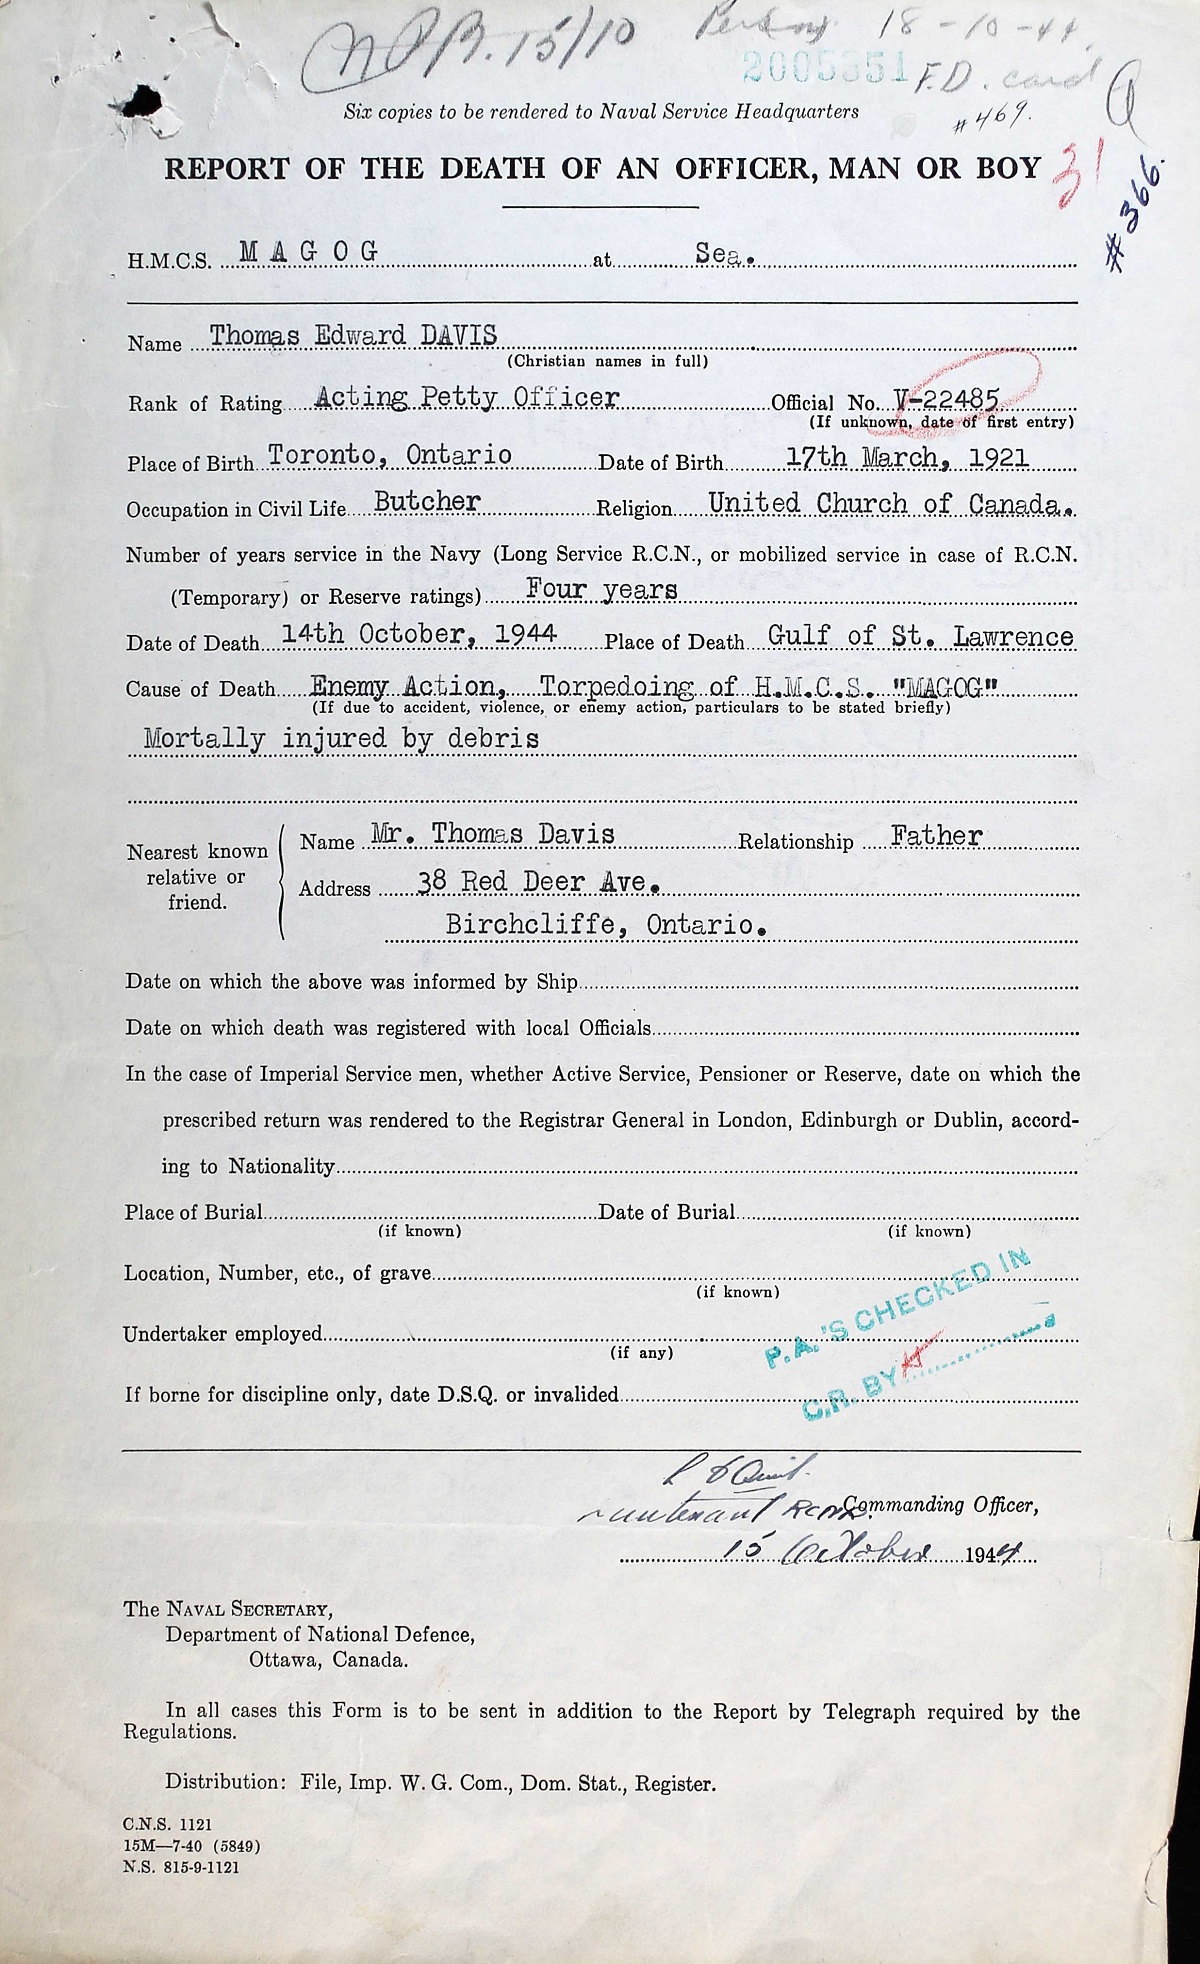 N P R. 15/10
18-10-44.
2005351 F.D. card
Six copies to be rendered to Naval Service Headquarters
#469.
REPORT OF THE DEATH OF AN OFFICER, MAN OR BOY
31
#366.
H.M.C.S. MAGOG at Sea.
Name Thomas Edward DAVIS
(Christian names in full)
Rank of Rating Acting Petty Officer Official No. V-22485
(If unknown, date of first entry)
Place of Birth Toronto, Ontario Date of Birth 17th March, 1921
Occupation in Civil Life Butcher Religion United Church of Canada.
Number of years service in the Navy (Long Service R.C.N., or mobilized service in case of R.C.N.
(Temporary) or Reserve ratings) Four years
Date of Death 14th October, 1944 Place of Death Gulf of St. Lawrence
Cause of Death Enemy Action, Torpedoing of H.M.C.S. "MAGOG"
(If due to accident, violence, or enemy action, particulars to be stated briefly)
Mortally injured by debris
Nearest known relative or friend.
Name Mr. Thomas Davis Relationship Father
Address 38 Red Deer Ave.
Birchcliffe, Ontario.
Date on which the above was informed by Ship
Date on which death was registered with local Officials
In the case of Imperial Service men, whether Active Service, Pensioner or Reserve, date on which the
prescribed return was rendered to the Registrar General in London, Edinburgh or Dublin, accord-
ing to Nationality
Place of Burial Date of Burial
(if known) (if known)
Location, Number, etc., of grave
(if known)
P.A.'S CHECKED IN
Undertaker employed
(if any)
C.R. BY
If borne for discipline only, date D.S.Q. or invalided
Lieutenant RCNR. Commanding Officer,
15 October 1944
The NAVAL SECRETARY,
Department of National Defence,
Ottawa, Canada.
In all cases this Form is to be sent in addition to the Report by Telegraph required by the
Regulations.
Distribution: File, Imp. W. G. Com., Dom. Stat., Register.
C.N.S. 1121
15M—7-40 (5849)
N.S. 815-9-1121